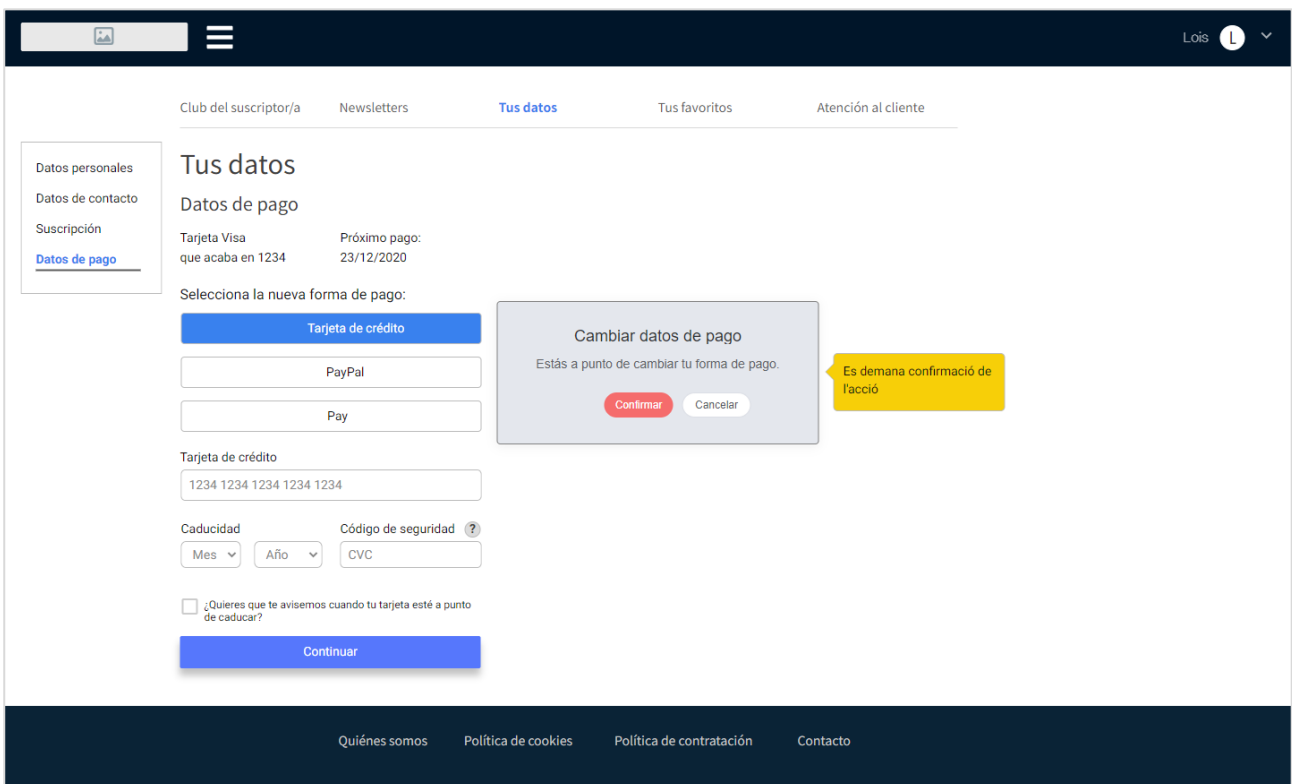 Lois L
Club del suscriptor/a Newsletters Tus datos Tus favoritos Atención al cliente
Datos personales
Datos de contacto
Suscripción
Datos de pago
Tus datos
Datos de pago
Tarjeta Visa
que acaba en 1234
Próximo pago:
23/12/2020
Selecciona la nueva forma de pago:
Tarjeta de crédito
PayPal
Pay
Tarjeta de crédito
1234 1234 1234 1234 1234
Caducidad
Mes Año
Código de seguridad ?
CVC
¿Quieres que te avisemos cuando tu tarjeta esté a punto
de caducar?
Continuar
Cambiar datos de pago
Estás a punto de cambiar tu forma de pago.
Confirmar Cancelar
Es demana confirmació de
l'acció
Quiénes somos Política de cookies Política de contratación Contacto